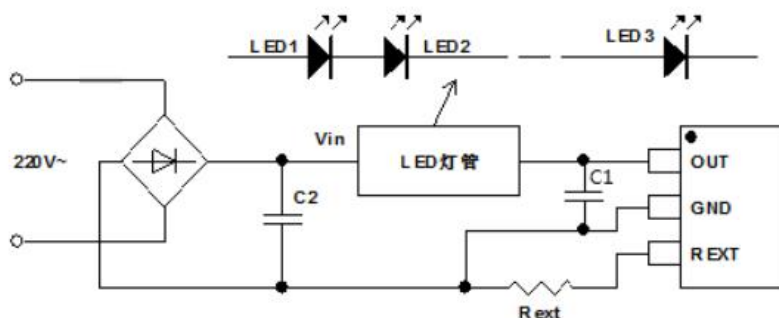 LED1
LED2
LED3
220V~
Vin
LED灯管
C1
OUT
C2
GND
REXT
Rext